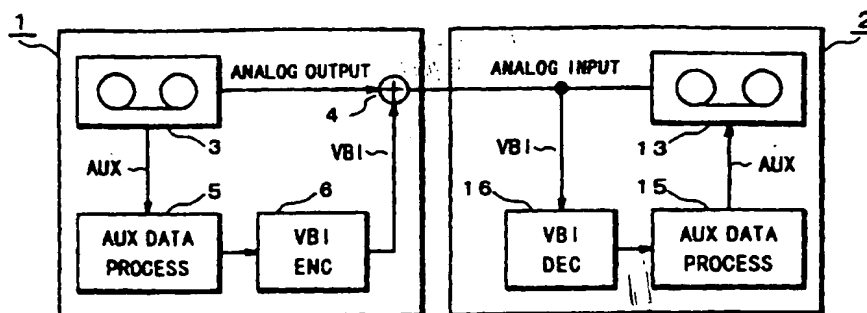 1
2
ANALOG OUTPUT
ANALOG INPUT
4
3
13
AUX
VBI
VBI
AUX
5
6
16
15
AUX DATA
PROCESS
VBI
ENC
VBI
DEC
AUX DATA
PROCESS